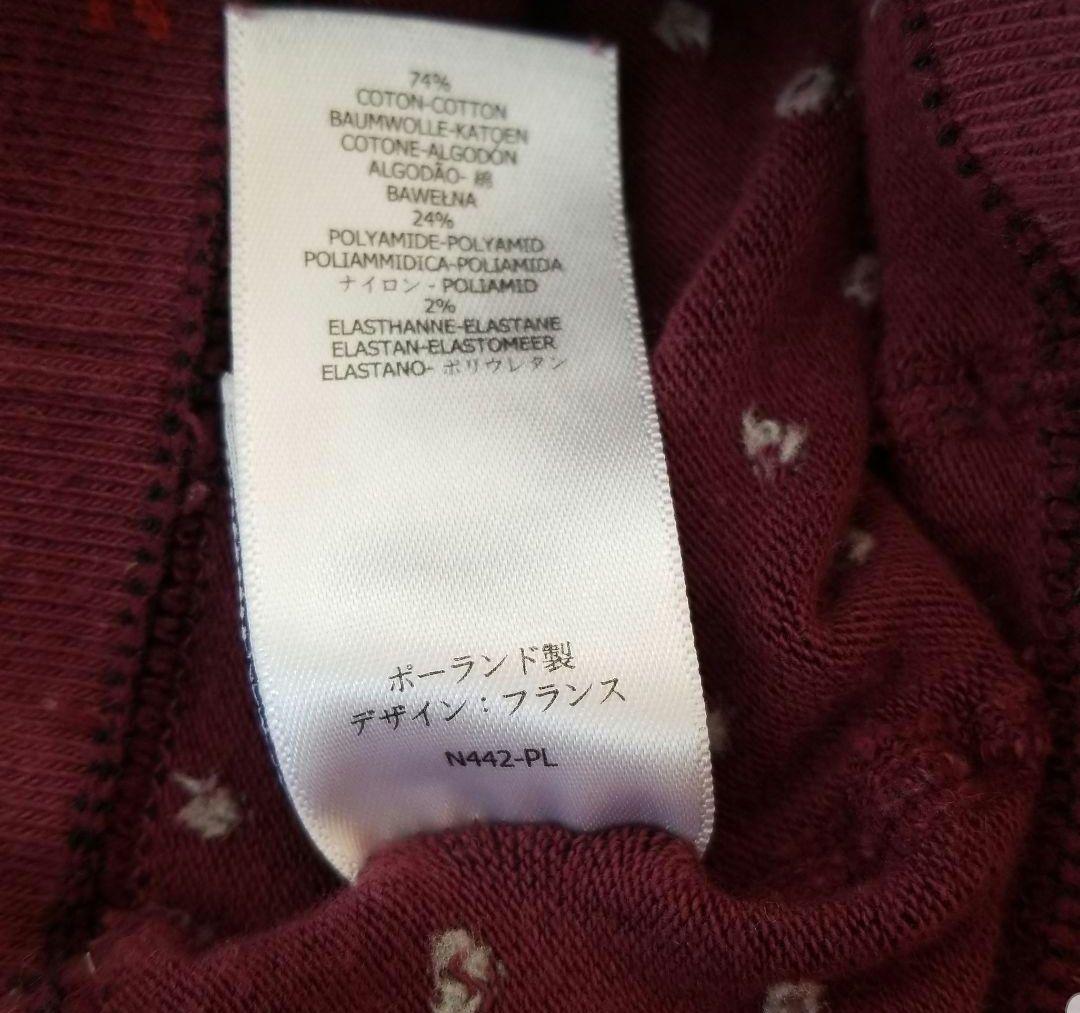 74%
COTON-COTTON
BAUMWOLLE-KATOEN
COTONE-ALGODÓN
ALGODÃO- 綿
BAWEŁNA
24%
POLYAMIDE-POLYAMID
POLIAMMIDICA-POLIAMIDA
ナイロン - POLIAMID
2%
ELASTHANNE-ELASTANE
ELASTAN-ELASTOMEER
ELASTANO- ポリウレタン
ポーランド製
デザイン：フランス
N442-PL